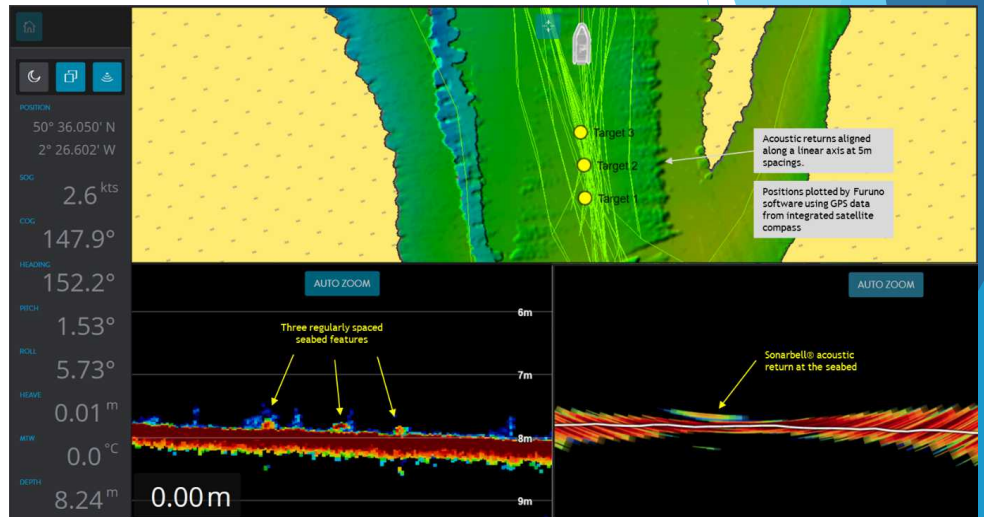 POSITION
50° 36.050' N
2° 26.602' W
SOG
2.6 kts
COG
147.9°
HEADING
152.2°
PITCH
1.53°
ROLL
5.73°
HEAVE
0.01 m
MTW
0.0°C
DEPTH
8.24 m
Target 3
Target 2
Target 1
Acoustic returns aligned
along a linear axis at 5m
spacings.
Positions plotted by Furuno
software using GPS data
from integrated satellite
compass
AUTO ZOOM
Three regularly spaced
seabed features
6m
7m
8m
9m
0.00 m
AUTO ZOOM
Sonarbell® acoustic
return at the seabed